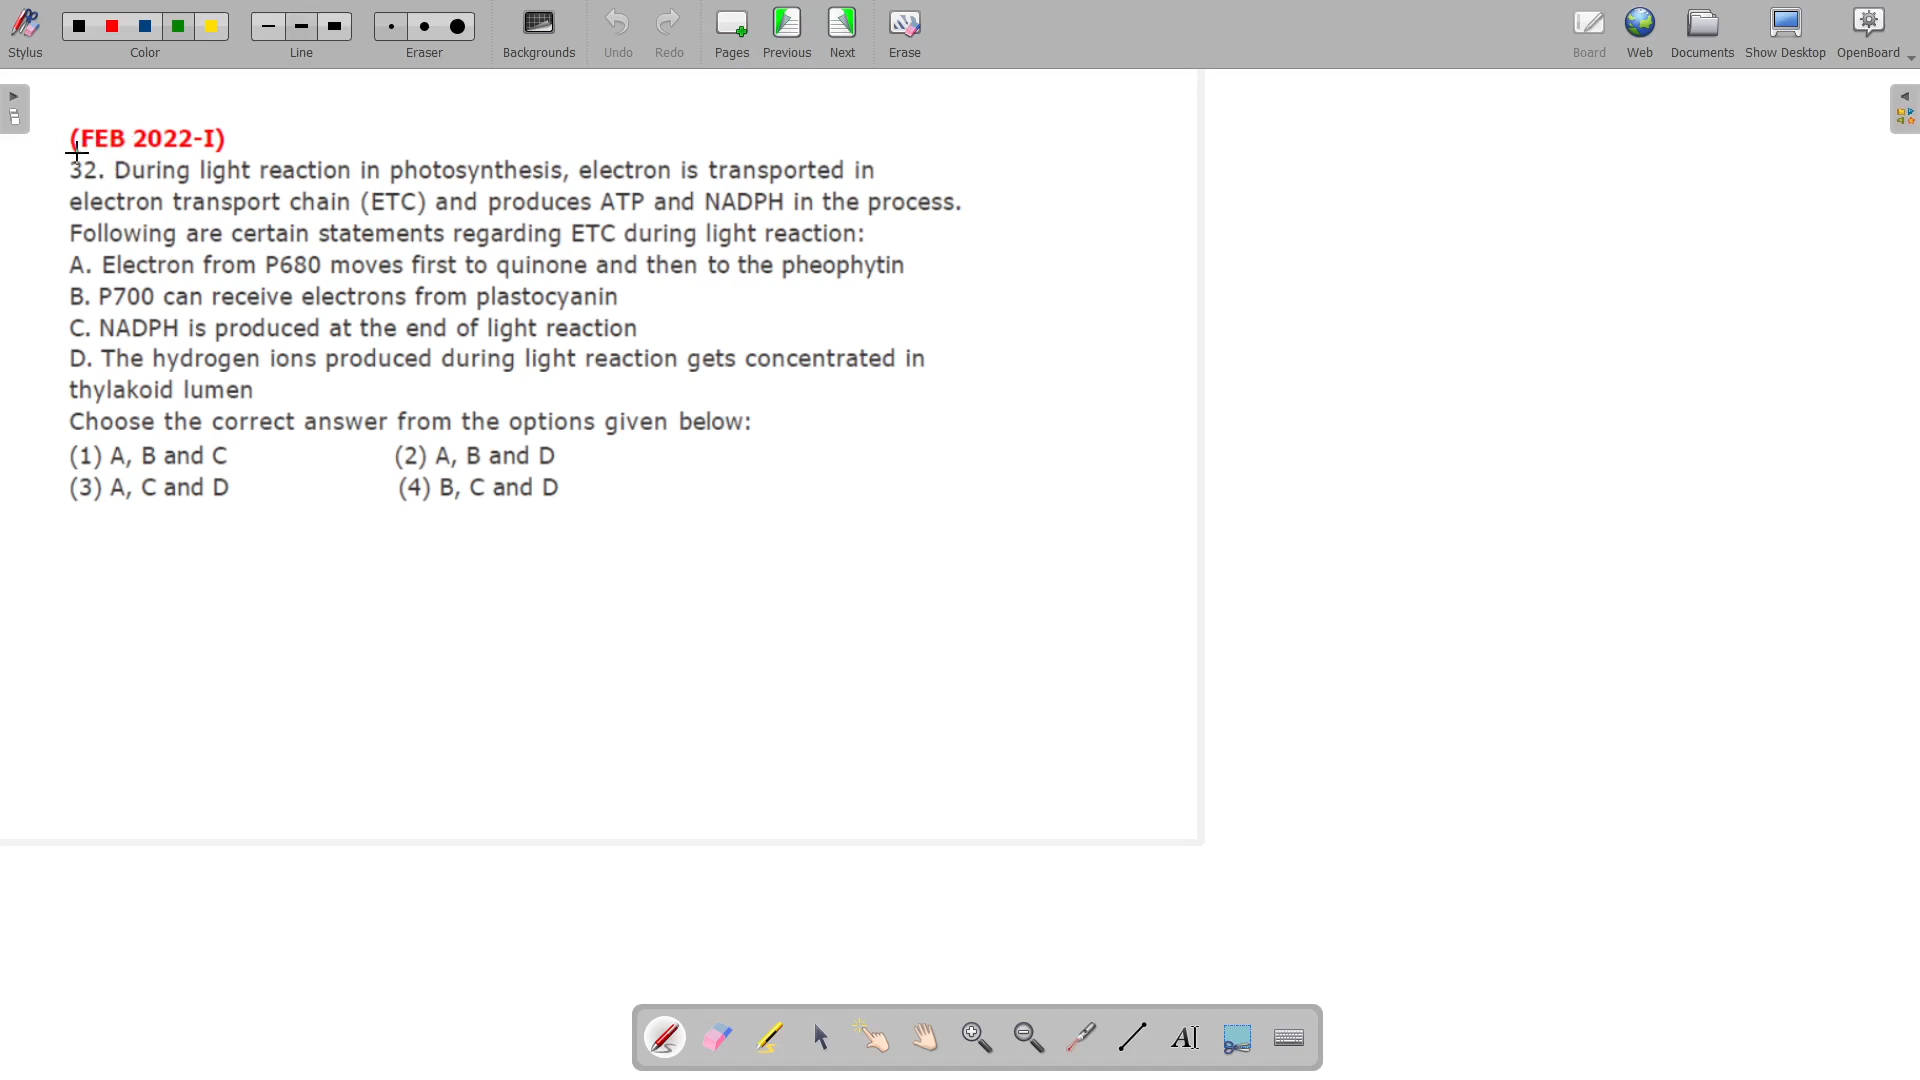 Stylus Color Line Eraser Backgrounds Undo Redo Pages Previous Next Erase Board Web Documents Show Desktop OpenBoard
(FEB 2022-I)
32. During light reaction in photosynthesis, electron is transported in
electron transport chain (ETC) and produces ATP and NADPH in the process.
Following are certain statements regarding ETC during light reaction:
A. Electron from P680 moves first to quinone and then to the pheophytin
B. P700 can receive electrons from plastocyanin
C. NADPH is produced at the end of light reaction
D. The hydrogen ions produced during light reaction gets concentrated in
thylakoid lumen
Choose the correct answer from the options given below:
(1) A, B and C (2) A, B and D
(3) A, C and D (4) B, C and D
AI